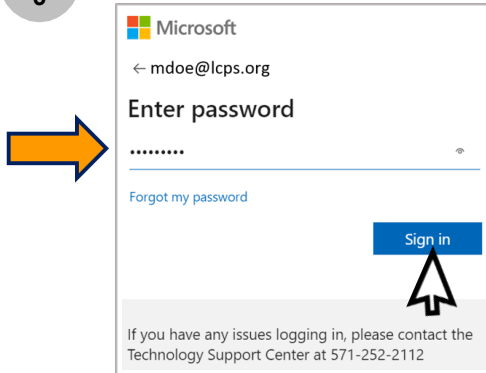 Microsoft
← mdoe@lcps.org
Enter password
•••••••••
Forgot my password
Sign in
If you have any issues logging in, please contact the
Technology Support Center at 571-252-2112